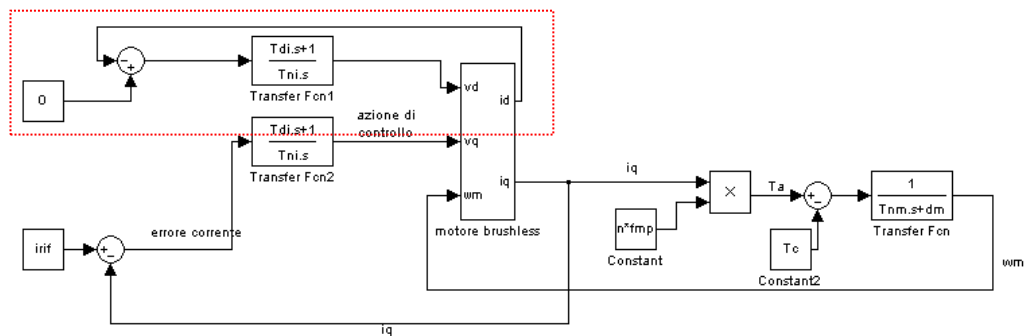 Tdi.s+1
Tni.s
Transfer Fcn1
0
vd
id
azione di
controllo
Tdi.s+1
Tni.s
Transfer Fcn2
vq
iq
wm
motore brushless
iq
×
Ta
1
Tnm.s+dm
Transfer Fcn
n*fmp
Constant
Tc
Constant2
errore corrente
irif
wm
iq